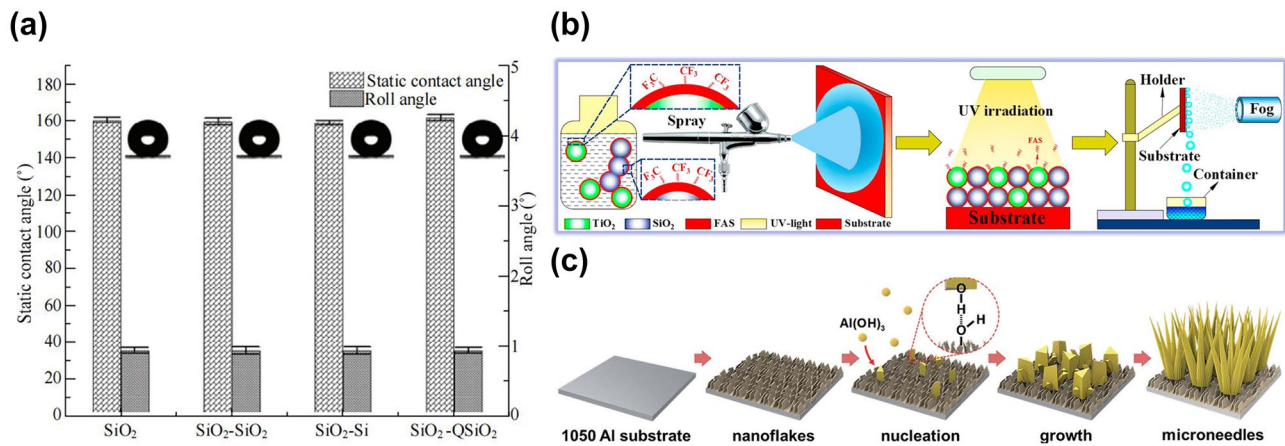 (a)
Static contact angle (°)
180
160
140
120
100
80
60
40
20
0
Static contact angle
Roll angle
5
4
3
2
1
0
Roll angle (°)
SiO₂
SiO₂-SiO₂
SiO₂-Si
SiO₂-QSiO₂
(b)
F₃C CF₃ CF₃
Spray
F₃C CF₃ CF₃
TiO₂ SiO₂ FAS UV-light Substrate
UV irradiation
FAS
Substrate
Holder
Fog
Substrate
Container
(c)
Al(OH)₃
O
H
O H
1050 Al substrate
nanoflakes
nucleation
growth
microneedles